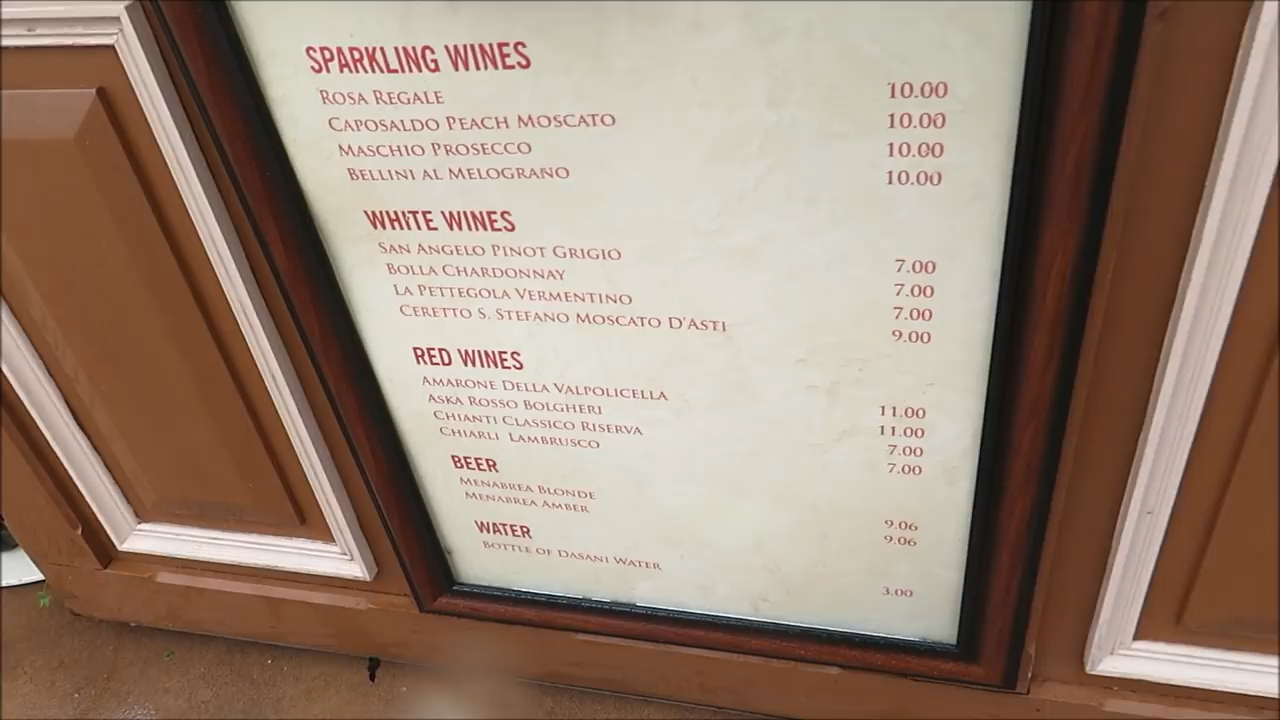 SPARKLING WINES
ROSA REGALE 10.00
CAPOSALDO PEACH MOSCATO 10.00
MASCHIO PROSECCO 10.00
BELLINI AL MELOGRANO 10.00
WHITE WINES
SAN ANGELO PINOT GRIGIO 7.00
BOLLA CHARDONNAY 7.00
LA PETTEGOLA VERMENTINO 7.00
CERETTO S. STEFANO MOSCATO D'ASTI 9.00
RED WINES
AMARONE DELLA VALPOLICELLA 11.00
ASKA ROSSO BOLGHERI 11.00
CHIANTI CLASSICO RISERVA 7.00
CHIARLI LAMBRUSCO 7.00
BEER
MENABREA BLONDE 9.06
MENABREA AMBER 9.06
WATER
BOTTLE OF DASANI WATER 3.00